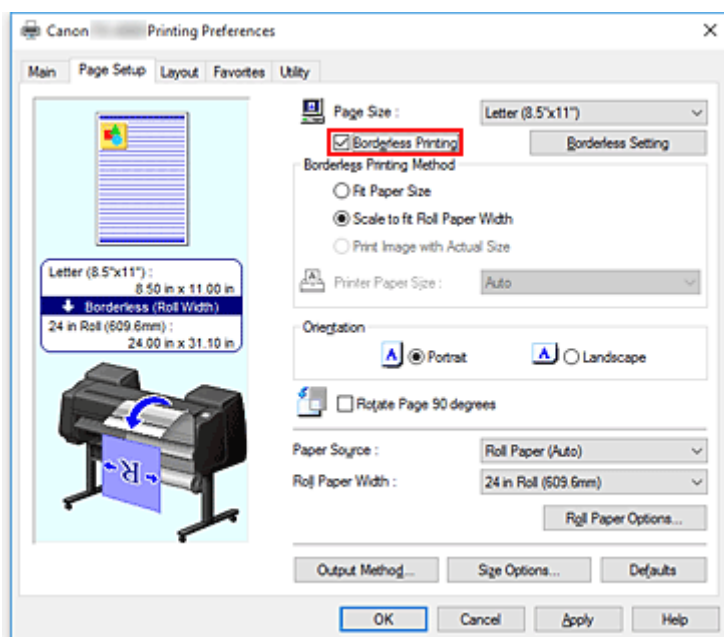 Canon Printing Preferences
Main Page Setup Layout Favorites Utility
Page Size : Letter (8.5"x11")
Borderless Printing Borderless Setting
Borderless Printing Method
Fit Paper Size
Scale to fit Roll Paper Width
Print Image with Actual Size
Printer Paper Size : Auto
Letter (8.5"x11") :
8.50 in x 11.00 in
Borderless (Roll Width)
24 in Roll (609.6mm) :
24.00 in x 31.10 in
R
Orientation
A Portrait A Landscape
Rotate Page 90 degrees
Paper Source : Roll Paper (Auto)
Roll Paper Width : 24 in Roll (609.6mm)
Roll Paper Options...
Output Method... Size Options... Defaults
OK Cancel Apply Help